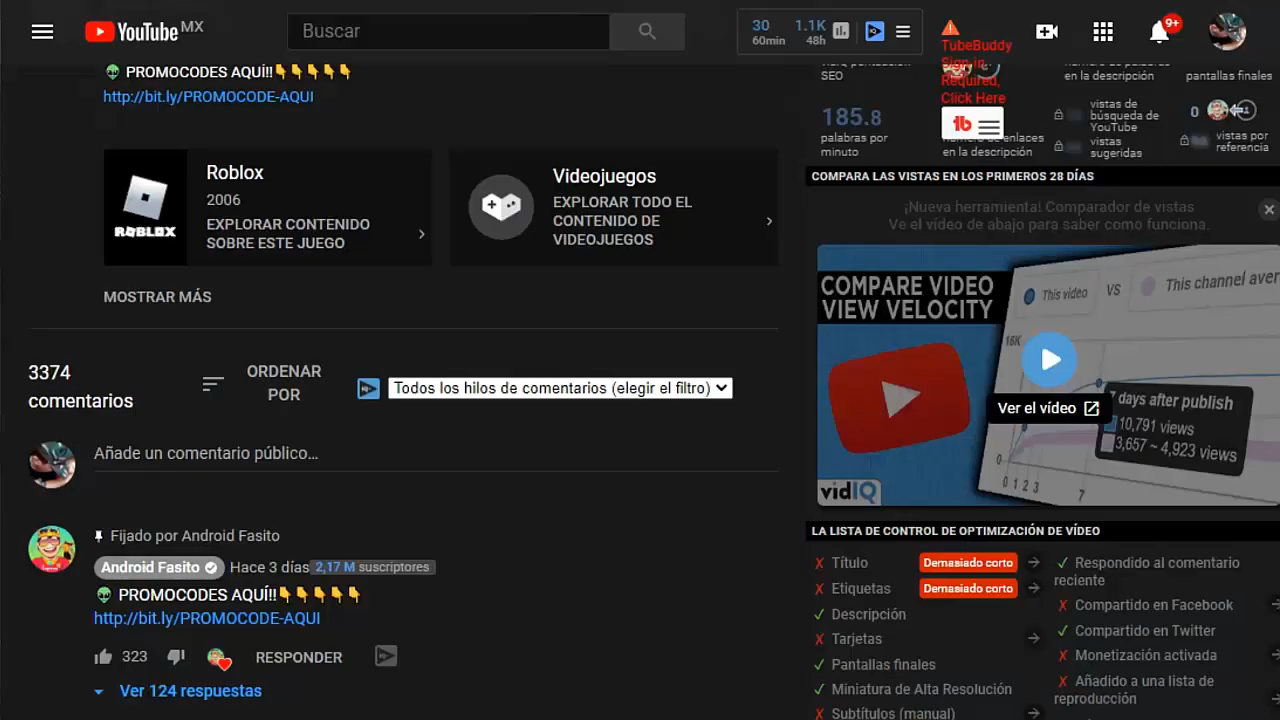 YouTube MX
Buscar
30
60min
1.1K
48h
9+
TubeBuddy
Sign in
Required,
Click Here
👽 PROMOCODES AQUÍ!!👇👇👇👇👇
http://bit.ly/PROMOCODE-AQUI
SEO
en la descripción
pantallas finales
185.8
palabras por
minuto
enlaces
en la descripción
vistas de
búsqueda de
YouTube
vistas
sugeridas
0
vistas por
referencia
ROBLOX
Roblox
2006
EXPLORAR CONTENIDO
SOBRE ESTE JUEGO
Videojuegos
EXPLORAR TODO EL
CONTENIDO DE
VIDEOJUEGOS
MOSTRAR MÁS
COMPARA LAS VISTAS EN LOS PRIMEROS 28 DÍAS
¡Nueva herramienta! Comparador de vistas
Ve el vídeo de abajo para saber como funciona.
COMPARE VIDEO
VIEW VELOCITY
This video
VS
This channel aver
16K
0
0 1 2 3 7
7 days after publish
10,791 views
3,657 ~ 4,923 views
Ver el vídeo
vidIQ
3374
comentarios
ORDENAR
POR
Todos los hilos de comentarios (elegir el filtro)
Añade un comentario público...
Fijado por Android Fasito
Android Fasito Hace 3 días 2,17 M suscriptores
👽 PROMOCODES AQUÍ!!👇👇👇👇👇
http://bit.ly/PROMOCODE-AQUI
323
RESPONDER
Ver 124 respuestas
LA LISTA DE CONTROL DE OPTIMIZACIÓN DE VÍDEO
✗ Título Demasiado corto →
✗ Etiquetas Demasiado corto →
✓ Descripción
✗ Tarjetas →
✓ Pantallas finales
✓ Miniatura de Alta Resolución
✗ Subtítulos (manual) →
✓ Respondido al comentario
reciente
✗ Compartido en Facebook
✓ Compartido en Twitter
✗ Monetización activada
✗ Añadido a una lista de
reproducción